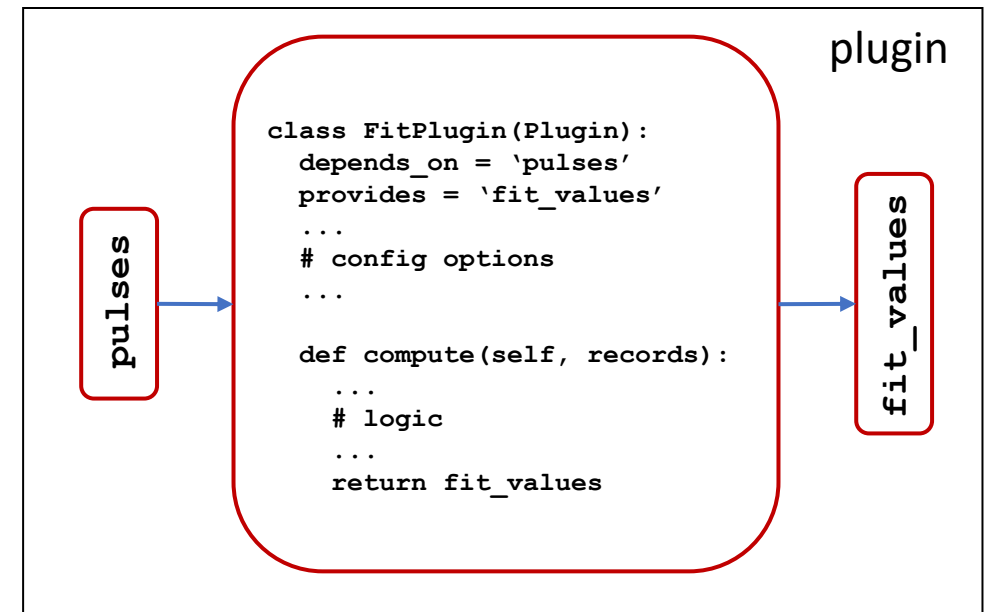 plugin
pulses
class FitPlugin(Plugin):
depends_on = ‘pulses’
provides = ‘fit_values’
...
# config options
...
def compute(self, records):
...
# logic
...
return fit_values
fit_values